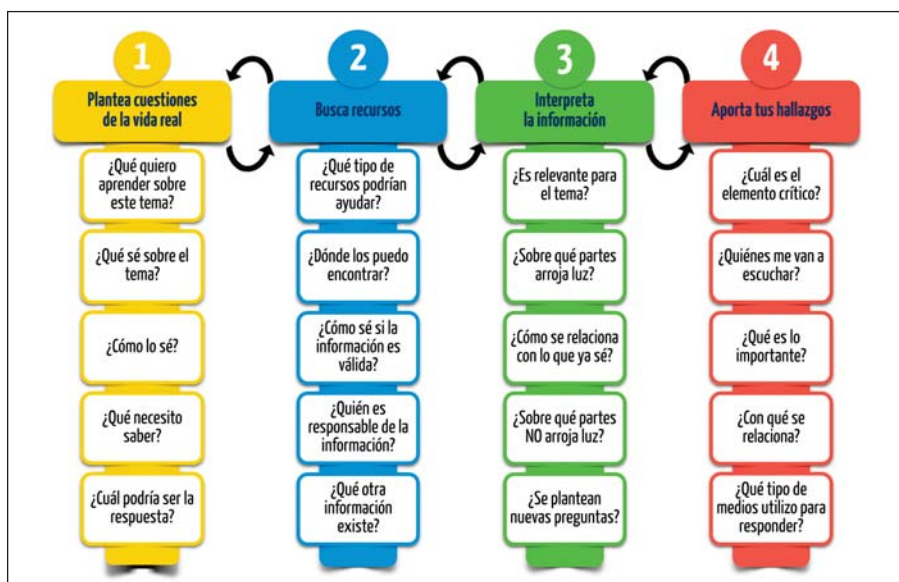 1
Plantea cuestiones
de la vida real
¿Qué quiero
aprender sobre
este tema?
¿Qué sé sobre el
tema?
¿Cómo lo sé?
¿Qué necesito
saber?
¿Cuál podría ser la
respuesta?
2
Busca recursos
¿Qué tipo de
recursos podrían
ayudar?
¿Dónde los puedo
encontrar?
¿Cómo sé si la
información es
válida?
¿Quién es
responsable de la
información?
¿Qué otra
información
existe?
3
Interpreta
la información
¿Es relevante para
el tema?
¿Sobre qué partes
arroja luz?
¿Cómo se relaciona
con lo que ya sé?
¿Sobre qué partes
NO arroja luz?
¿Se plantean
nuevas preguntas?
4
Aporta tus hallazgos
¿Cuál es el
elemento crítico?
¿Quiénes me van a
escuchar?
¿Qué es lo
importante?
¿Con qué se
relaciona?
¿Qué tipo de
medios utilizo para
responder?